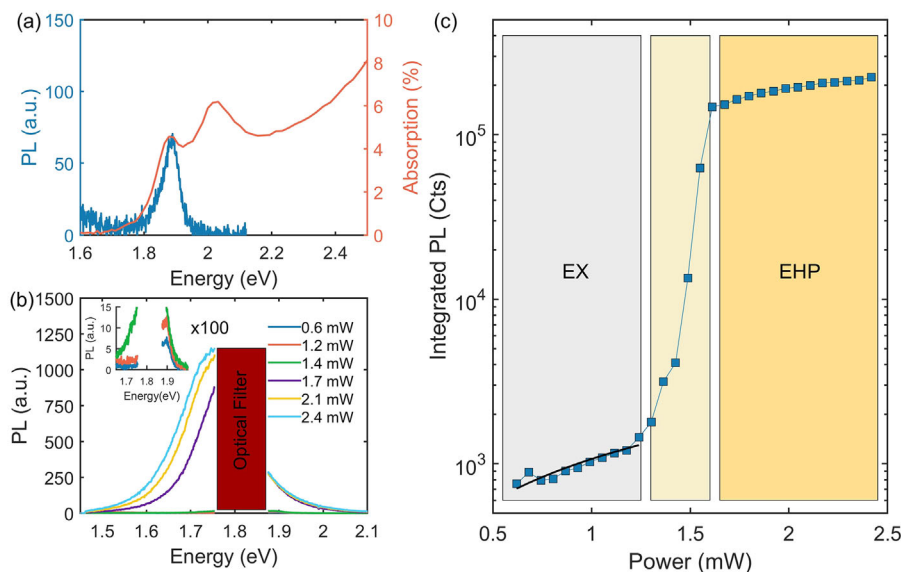 (a)
150
100
50
0
PL (a.u.)
10
8
6
4
2
0
Absorption (%)
1.6
1.8
2
2.2
2.4
Energy (eV)
(b)
1500
1250
1000
750
500
250
0
PL (a.u.)
15
10
5
0
PL (a.u.)
1.7
1.8
1.9
Energy(eV)
x100
0.6 mW
1.2 mW
1.4 mW
1.7 mW
2.1 mW
2.4 mW
Optical Filter
1.5
1.6
1.7
1.8
1.9
2
2.1
Energy (eV)
(c)
10^5
10^4
10^3
Integrated PL (Cts)
EX
EHP
0.5
1
1.5
2
2.5
Power (mW)